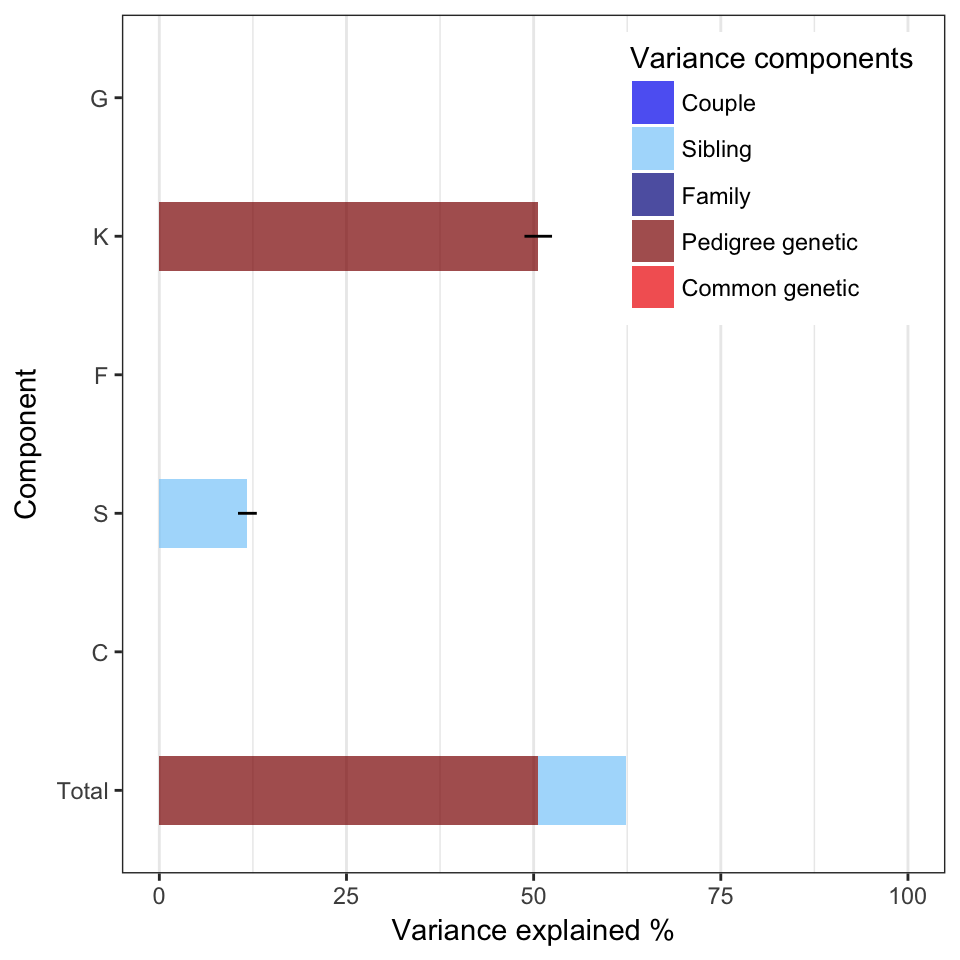 Variance components
Couple
Sibling
Family
Pedigree genetic
Common genetic
G
K
F
S
C
Total
Component
0 25 50 75 100
Variance explained %